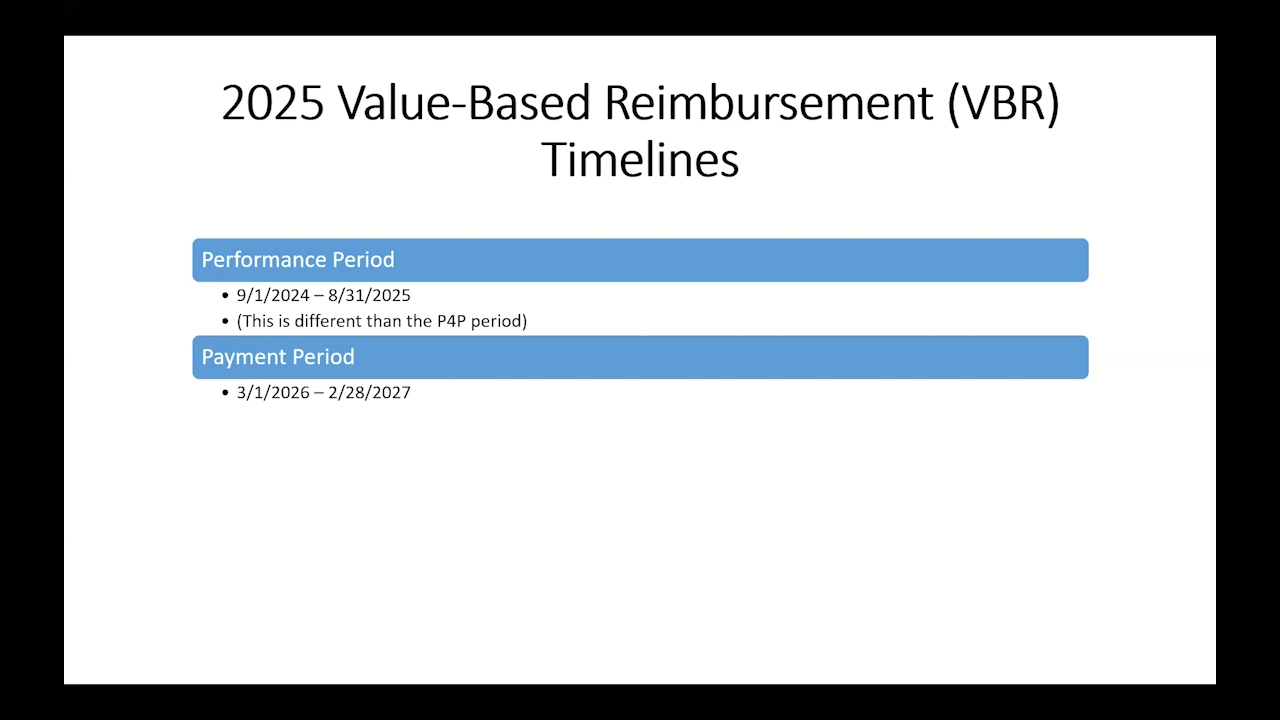 2025 Value-Based Reimbursement (VBR)
Timelines
Performance Period
• 9/1/2024 – 8/31/2025
• (This is different than the P4P period)
Payment Period
• 3/1/2026 – 2/28/2027